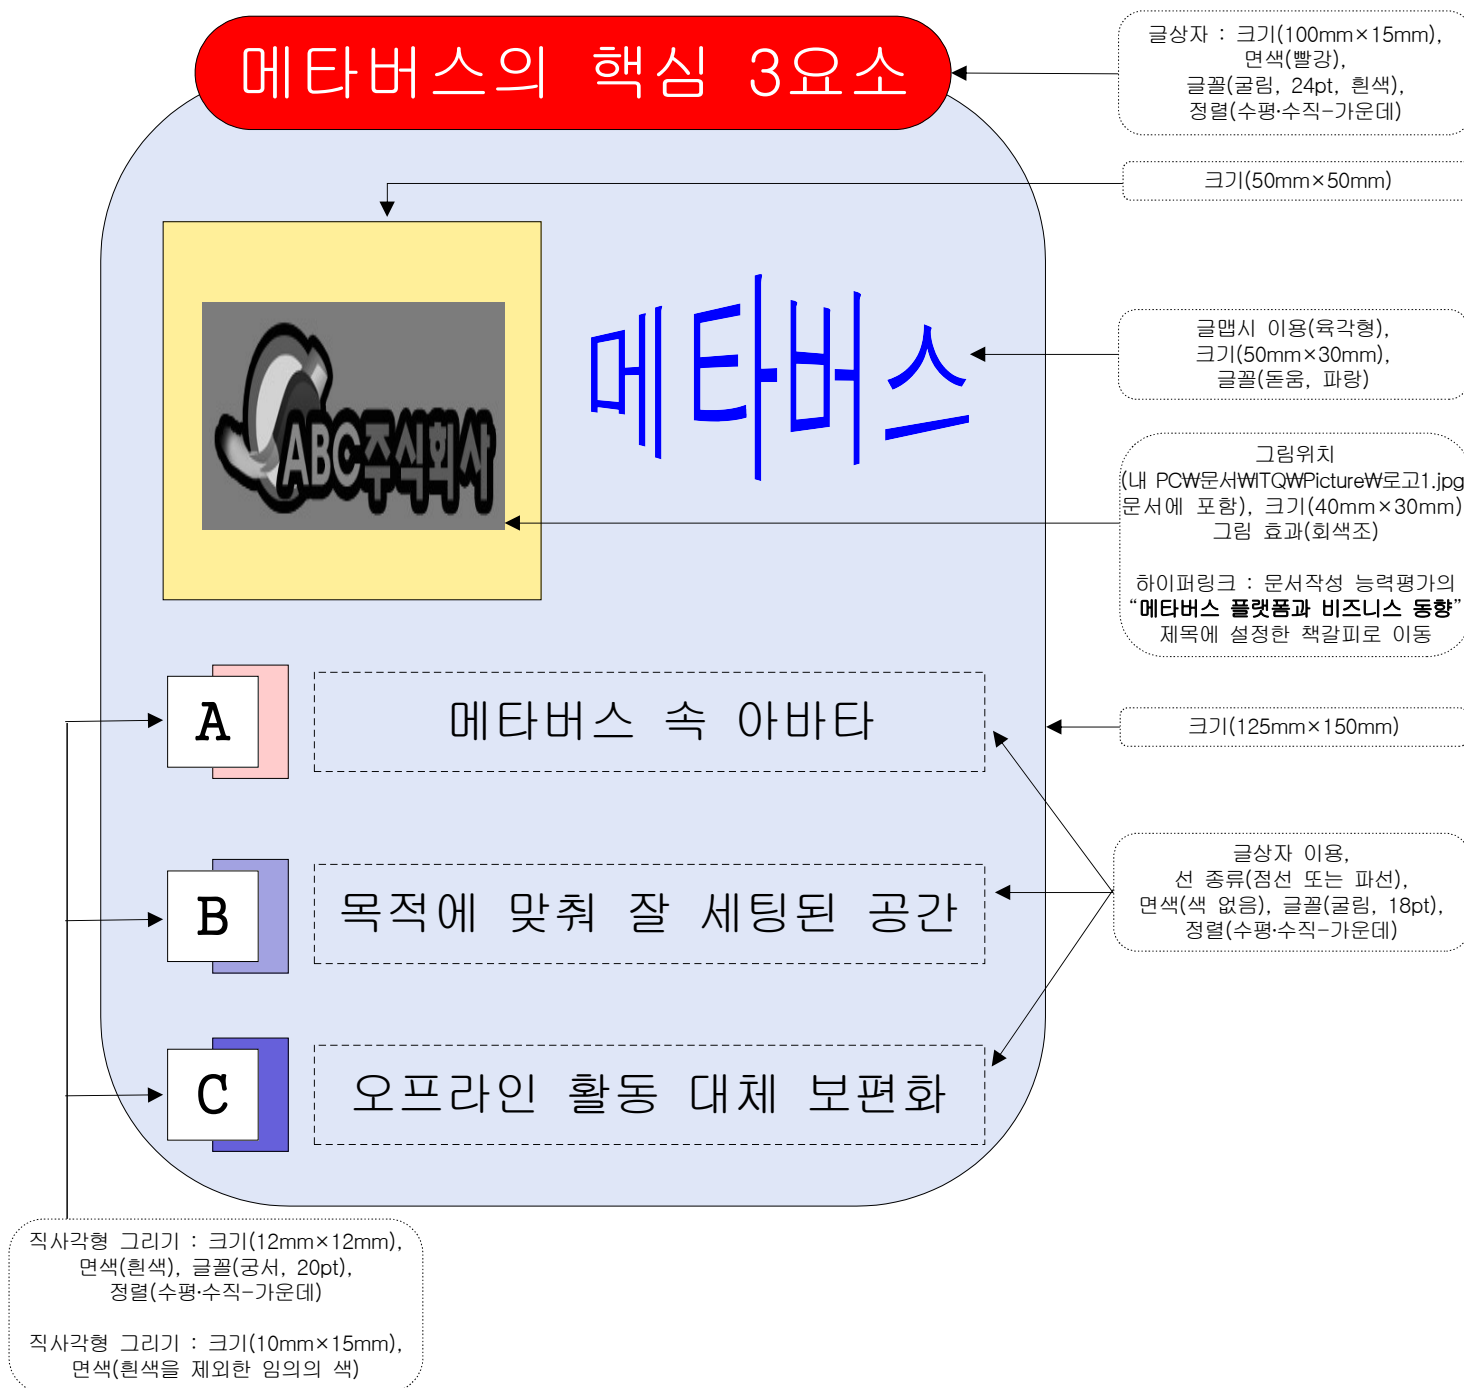 메타버스의 핵심 3요소
글상자 : 크기(100mm×15mm),
면색(빨강),
글꼴(굴림, 24pt, 흰색),
정렬(수평·수직-가운데)
크기(50mm×50mm)
ABC주식회사
메타버스
글맵시 이용(육각형),
크기(50mm×30mm),
글꼴(돋움, 파랑)
그림위치
(내 PC₩문서₩ITQ₩Picture₩로고1.jpg
문서에 포함), 크기(40mm×30mm)
그림 효과(회색조)
하이퍼링크 : 문서작성 능력평가의
“메타버스 플랫폼과 비즈니스 동향”
제목에 설정한 책갈피로 이동
A
메타버스 속 아바타
크기(125mm×150mm)
B
목적에 맞춰 잘 세팅된 공간
글상자 이용,
선 종류(점선 또는 파선),
면색(색 없음), 글꼴(굴림, 18pt),
정렬(수평·수직-가운데)
C
오프라인 활동 대체 보편화
직사각형 그리기 : 크기(12mm×12mm),
면색(흰색), 글꼴(궁서, 20pt),
정렬(수평·수직-가운데)
직사각형 그리기 : 크기(10mm×15mm),
면색(흰색을 제외한 임의의 색)